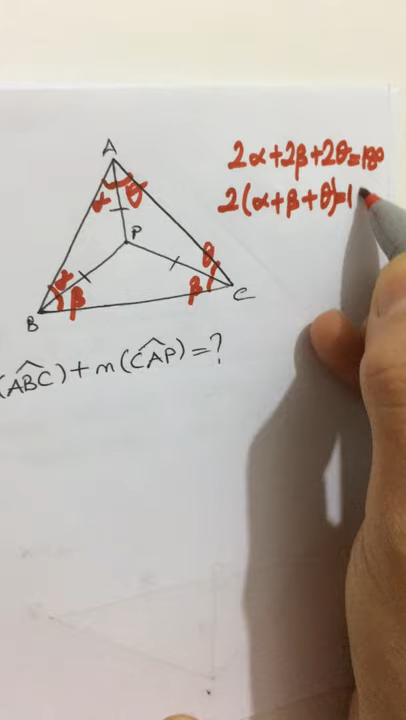 A
α θ
P
θ
α
β
β
B
C
2α+2β+2θ=180
2(α+β+θ)=1
(ABC)+m(CAP)=?